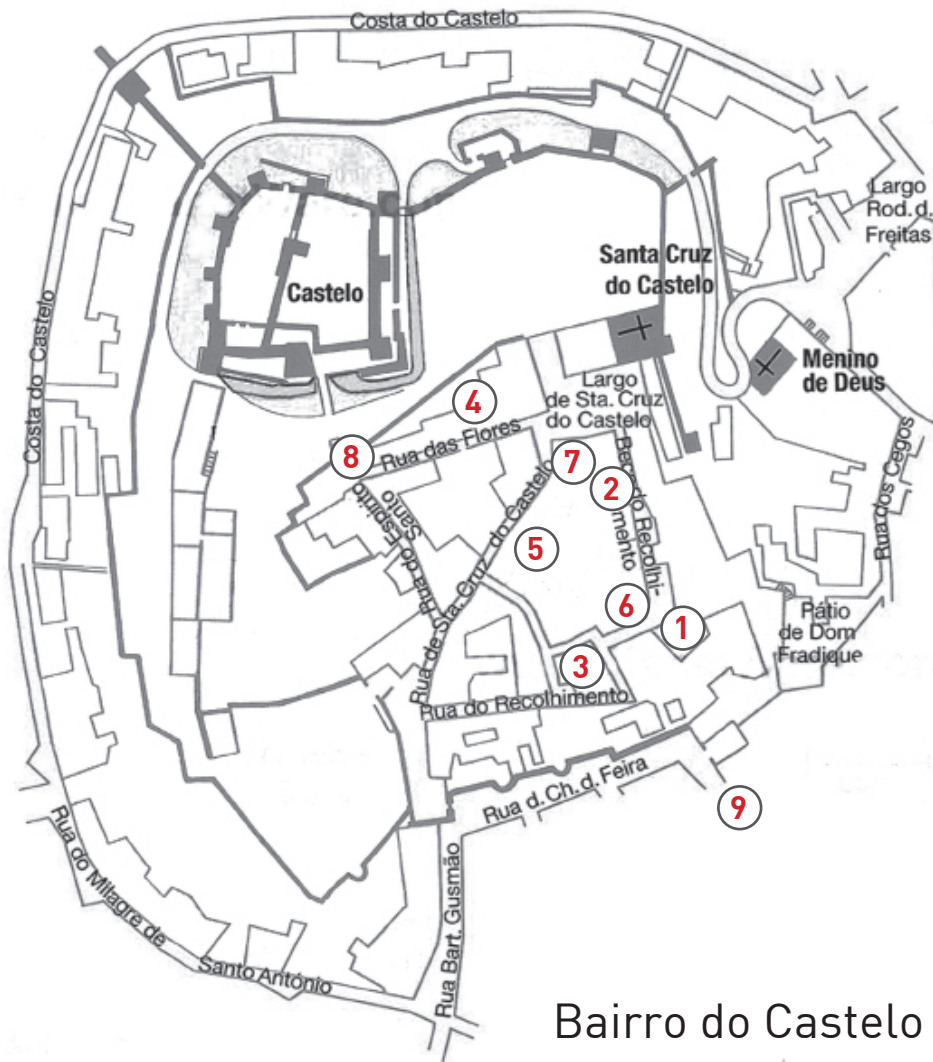 Costa do Castelo
Largo
Rod. d.
Freitas
Santa Cruz
do Castelo
Castelo
Costa do Castelo
Menino
de Deus
Largo
de Sta. Cruz
do Castelo
4
Rua das Flores
8
7
2
Beco do Recolhi-
mento
Rua dos Cegos
Rua do Espírito
Santo
Rua de Sta. Cruz do Castelo
5
6
1
Pátio
de Dom
Fradique
3
Rua do Recolhimento
Rua d. Ch. d. Feira
9
Rua do Milagre de
Santo António
Rua Bart. Gusmão
Bairro do Castelo